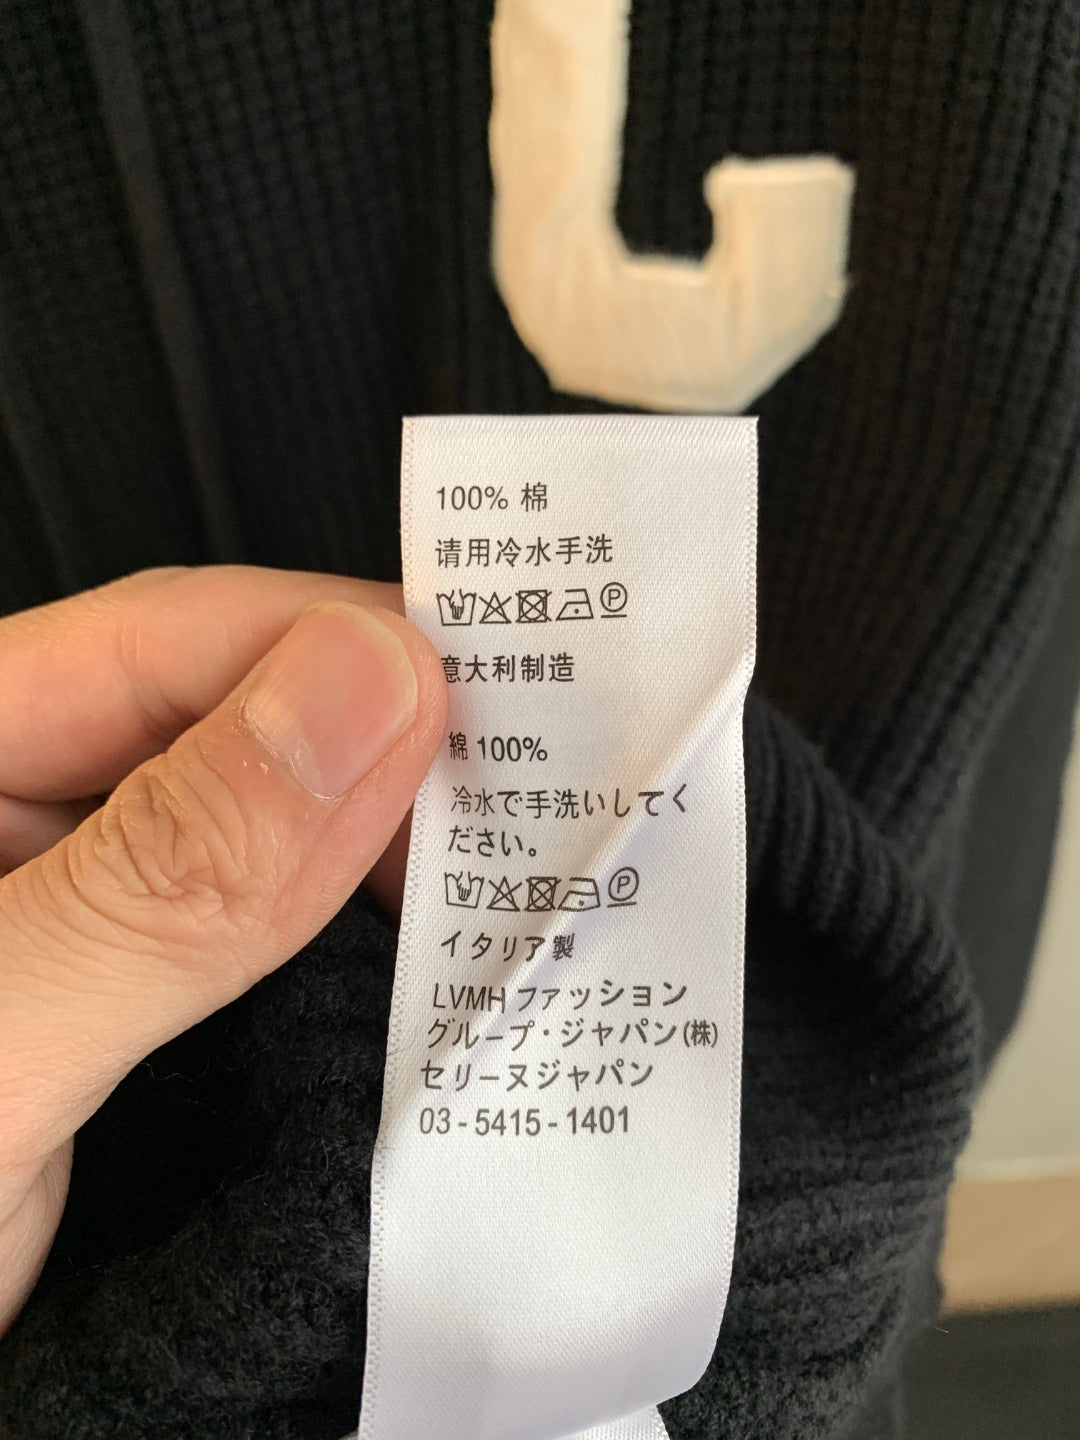 100% 棉
请用冷水手洗
P
意大利制造
綿 100%
冷水で手洗いしてく
ださい。
P
イタリア製
LVMH ファッション
グループ・ジャパン(株)
セリーヌジャパン
03-5415-1401